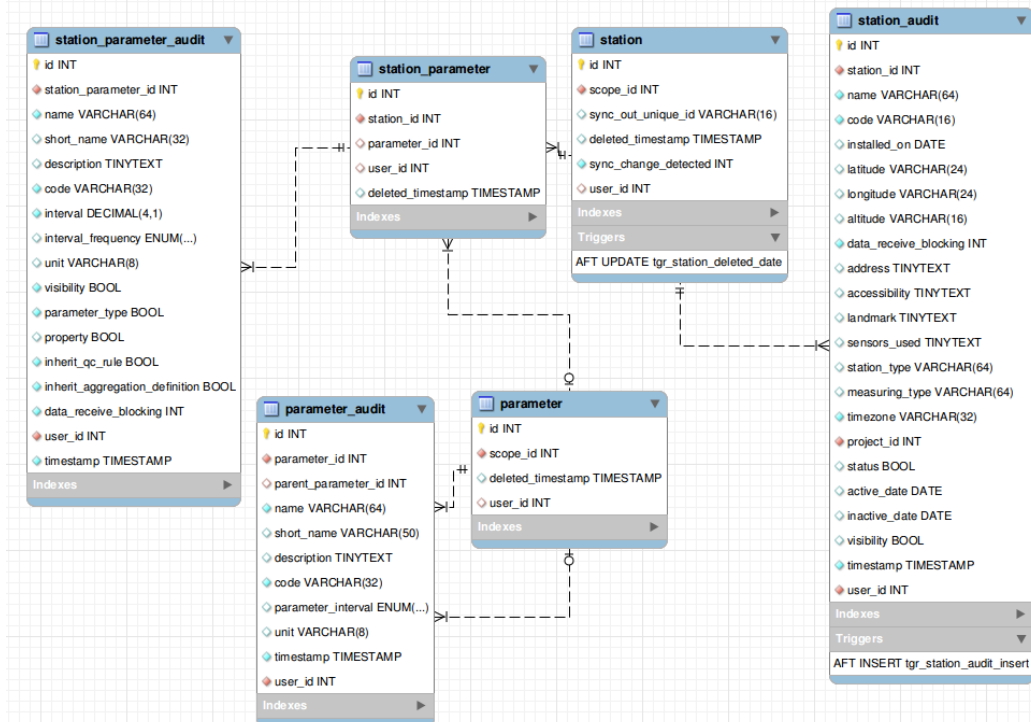 station_parameter_audit
id INT
station_parameter_id INT
name VARCHAR(64)
short_name VARCHAR(32)
description TINYTEXT
code VARCHAR(32)
interval DECIMAL(4,1)
interval_frequency ENUM(...)
unit VARCHAR(8)
visibility BOOL
parameter_type BOOL
property BOOL
inherit_qc_rule BOOL
inherit_aggregation_definition BOOL
data_receive_blocking INT
user_id INT
timestamp TIMESTAMP
Indexes
station_parameter
id INT
station_id INT
parameter_id INT
user_id INT
deleted_timestamp TIMESTAMP
Indexes
station
id INT
scope_id INT
sync_out_unique_id VARCHAR(16)
deleted_timestamp TIMESTAMP
sync_change_detected INT
user_id INT
Indexes
Triggers
AFT UPDATE tgr_station_deleted_date
station_audit
id INT
station_id INT
name VARCHAR(64)
code VARCHAR(16)
installed_on DATE
latitude VARCHAR(24)
longitude VARCHAR(24)
altitude VARCHAR(16)
data_receive_blocking INT
address TINYTEXT
accessibility TINYTEXT
landmark TINYTEXT
sensors_used TINYTEXT
station_type VARCHAR(64)
measuring_type VARCHAR(64)
timezone VARCHAR(32)
project_id INT
status BOOL
active_date DATE
inactive_date DATE
visibility BOOL
timestamp TIMESTAMP
user_id INT
Indexes
Triggers
AFT INSERT tgr_station_audit_insert
parameter_audit
id INT
parameter_id INT
parent_parameter_id INT
name VARCHAR(64)
short_name VARCHAR(50)
description TINYTEXT
code VARCHAR(32)
parameter_interval ENUM(...)
unit VARCHAR(8)
timestamp TIMESTAMP
user_id INT
Indexes
parameter
id INT
scope_id INT
deleted_timestamp TIMESTAMP
user_id INT
Indexes